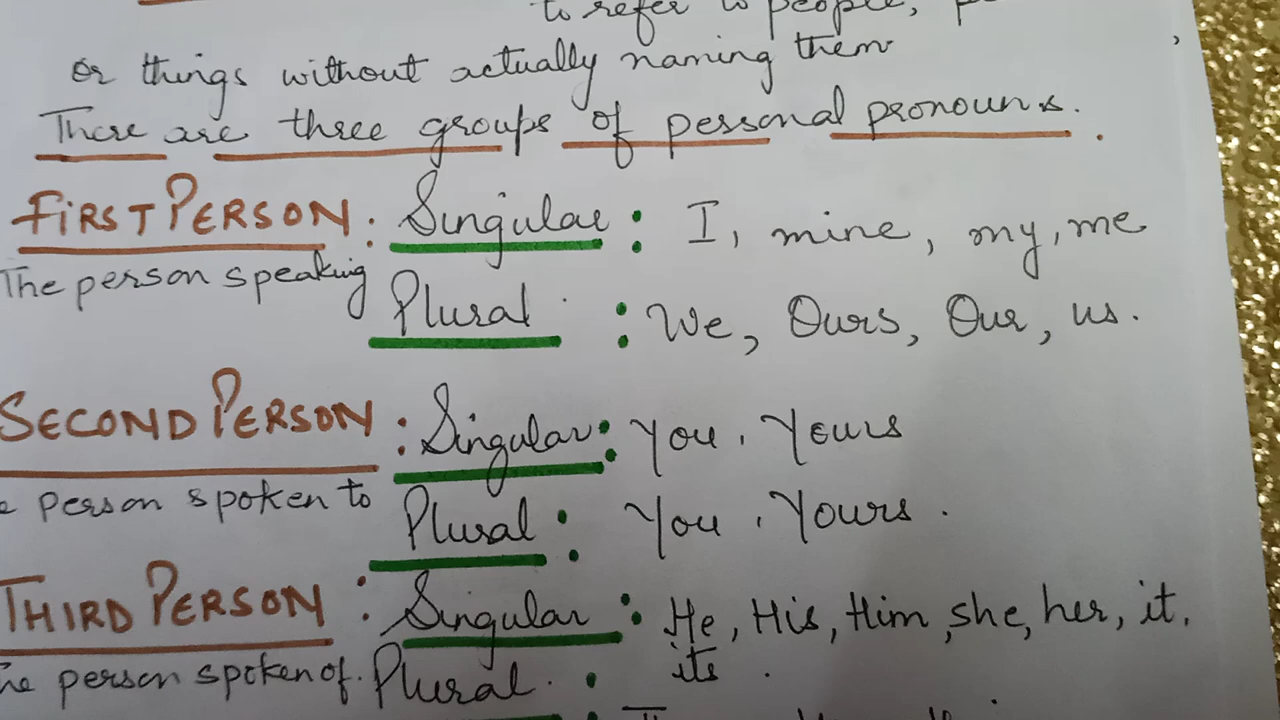 to refer to people,
or things without actually naming them
There are three groups of personal pronouns.
FIRST PERSON: Singular: I, mine, my, me
The person speaking
Plural : We, Ours, Our, us.
SECOND PERSON: Singular: You, Yours
person spoken to
Plural: You, Yours.
THIRD PERSON: Singular: He, His, Him, she, her, it,
its.
person spoken of. Plural :